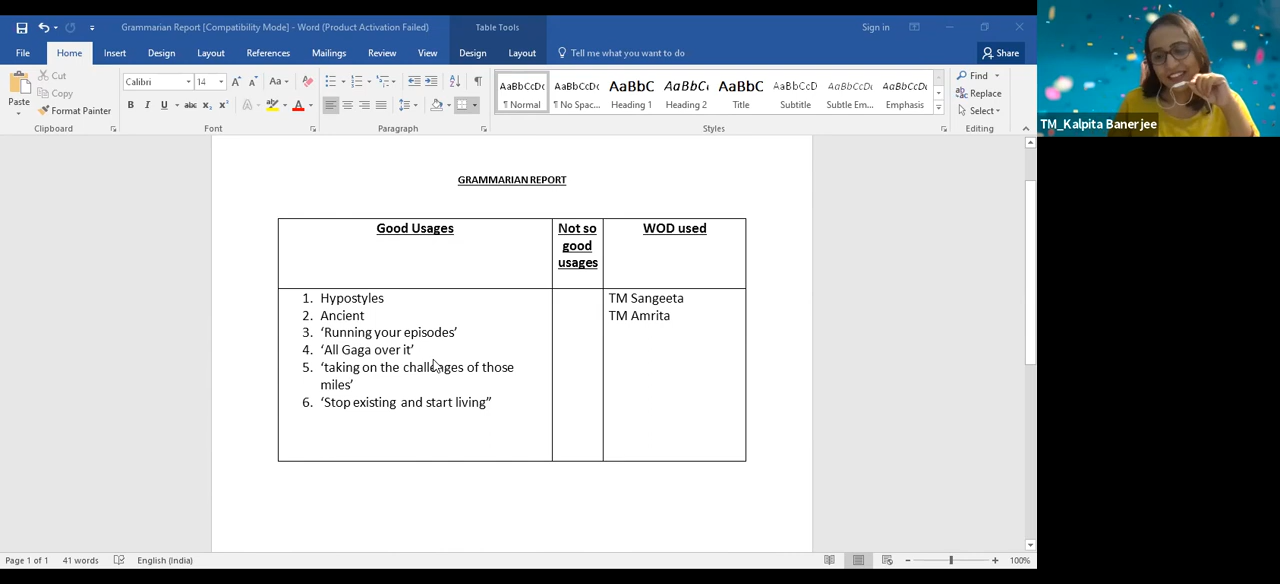 Grammarian Report [Compatibility Mode] - Word (Product Activation Failed)
Table Tools
Sign in
File Home Insert Design Layout References Mailings Review View Design Layout Tell me what you want to do Share
Paste
Cut
Copy
Format Painter
Clipboard
Calibri 14
Font
Paragraph
AaBbCcDc AaBbCcDc AaBbC AaBbCc AaBbC AaBbCcD AaBbCcDc AaBbCcDc
¶ Normal ¶ No Spac... Heading 1 Heading 2 Title Subtitle Subtle Em... Emphasis
Styles
Find
Replace
Select
Editing
TM_Kalpita Banerjee
GRAMMARIAN REPORT
Good Usages
Not so
good
usages
WOD used
1. Hypostyles
2. Ancient
3. ‘Running your episodes’
4. ‘All Gaga over it’
5. ‘taking on the challenges of those
miles’
6. ‘Stop existing and start living”
TM Sangeeta
TM Amrita
Page 1 of 1 41 words English (India) 100%